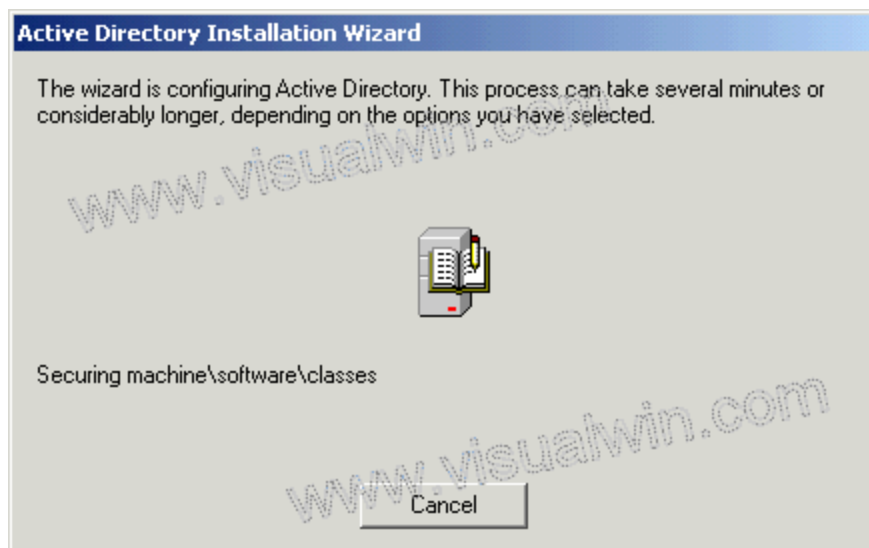 Active Directory Installation Wizard
The wizard is configuring Active Directory. This process can take several minutes or
considerably longer, depending on the options you have selected.
www.visualwin.com
Securing machine\software\classes
www.visualwin.com
Cancel